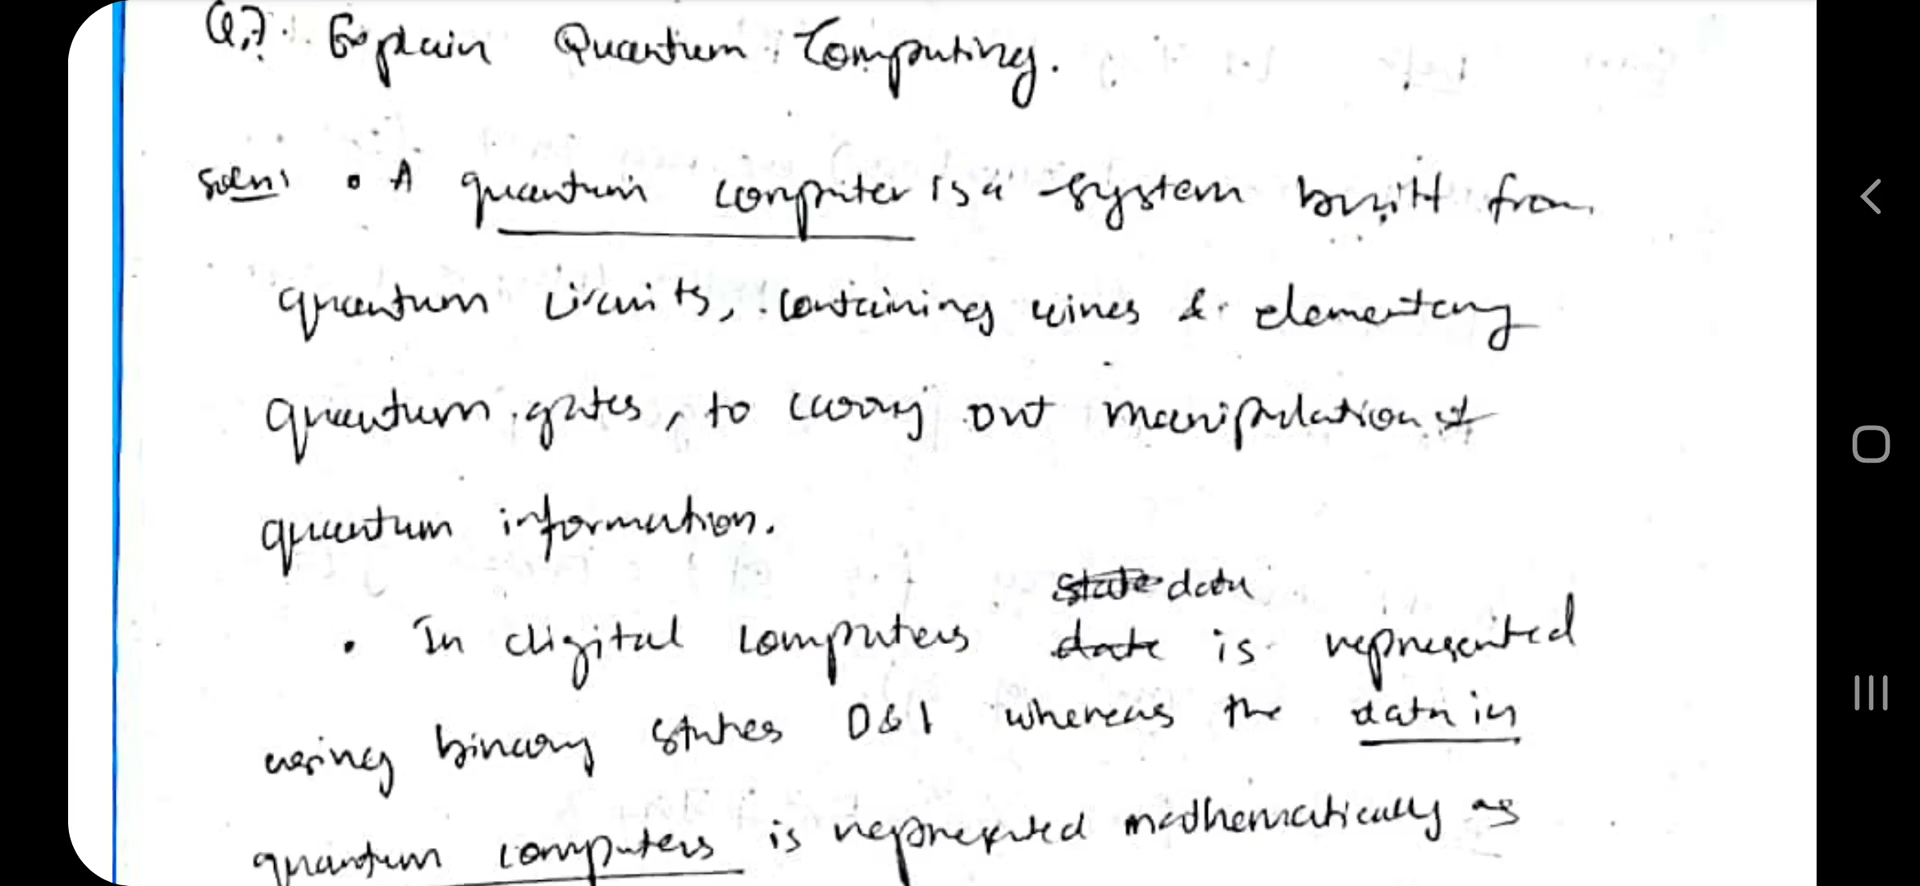 Q.7. Explain Quantum Computing.
Soln: • A quantum computer is a system built from
quantum circuits, containing wires & elementary
quantum gates, to carry out manipulation of
quantum information.
state data
• In digital computers date is represented
using binary states 0 & 1 whereas the data in
quantum computers is represented mathematically as